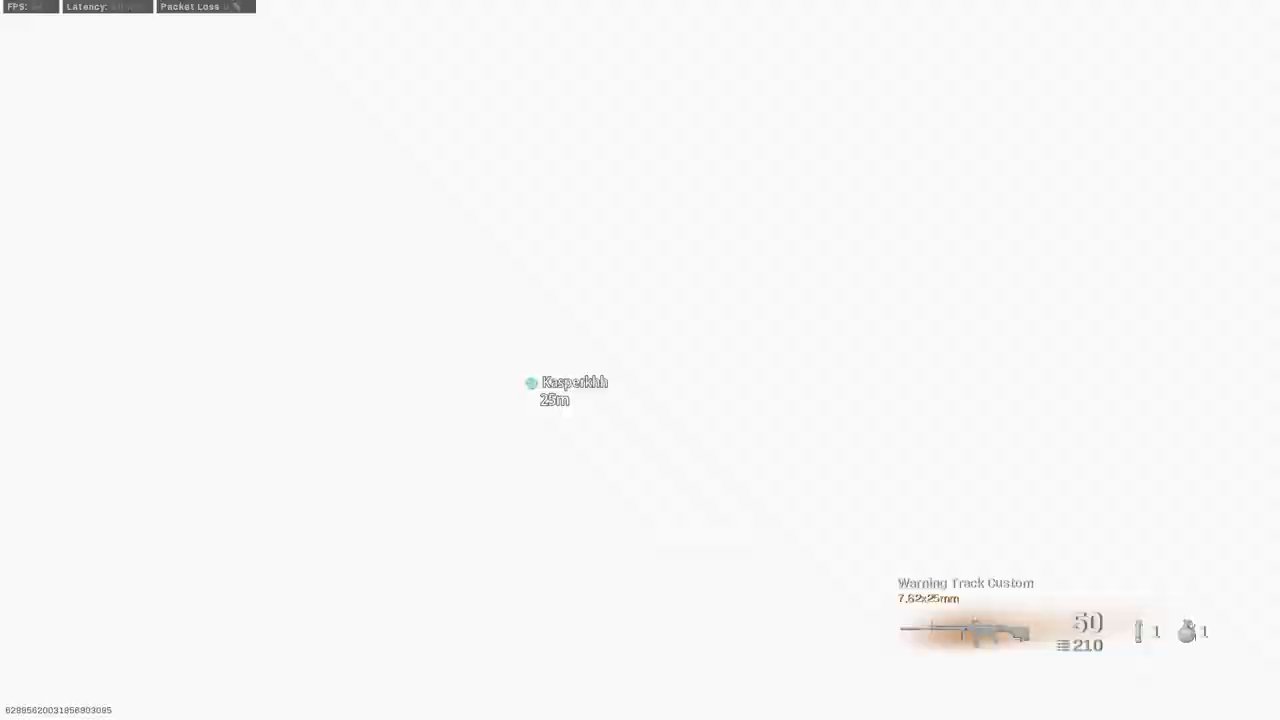 FPS:
Latency:
Packet Loss
Kasperkhh
25m
Warning Track Custom
7.62x25mm
50
210
1
1